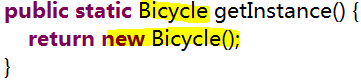 public static Bicycle getInstance() {
return new Bicycle();
}